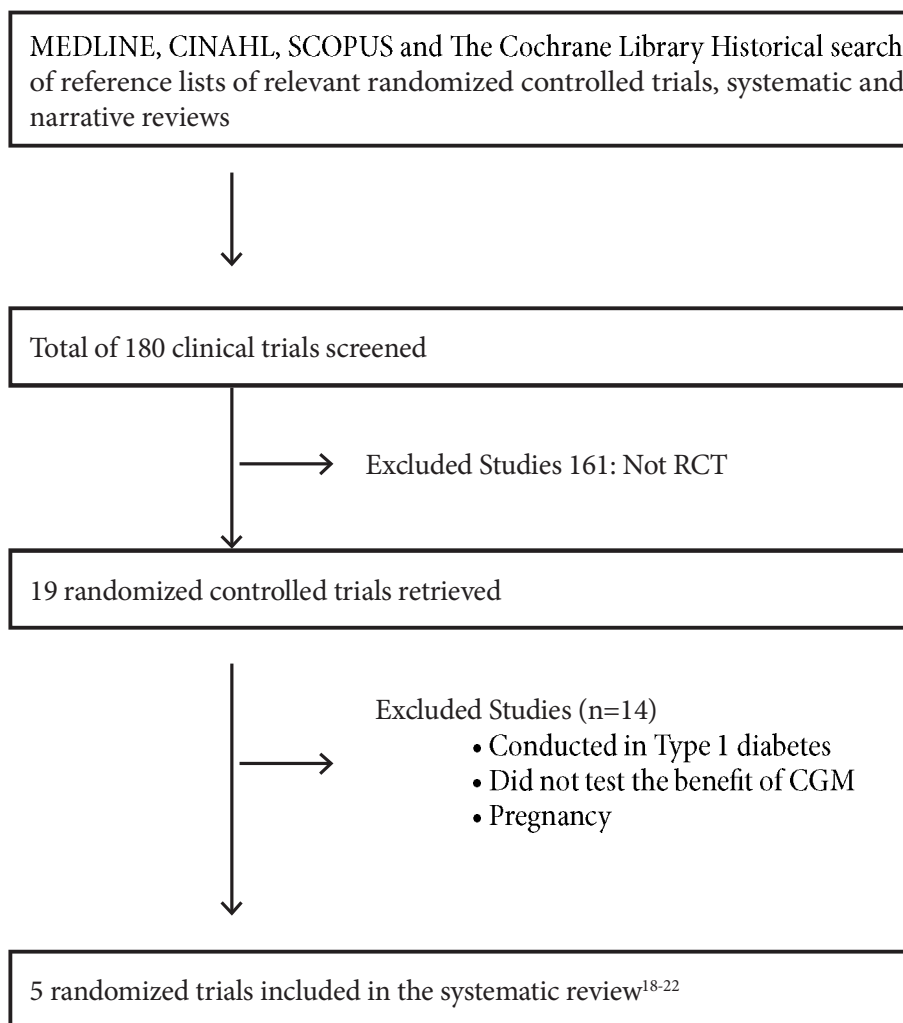 MEDLINE, CINAHL, SCOPUS and The Cochrane Library Historical search
of reference lists of relevant randomized controlled trials, systematic and
narrative reviews
Total of 180 clinical trials screened
Excluded Studies 161: Not RCT
19 randomized controlled trials retrieved
Excluded Studies (n=14)
• Conducted in Type 1 diabetes
• Did not test the benefit of CGM
• Pregnancy
5 randomized trials included in the systematic review18-22